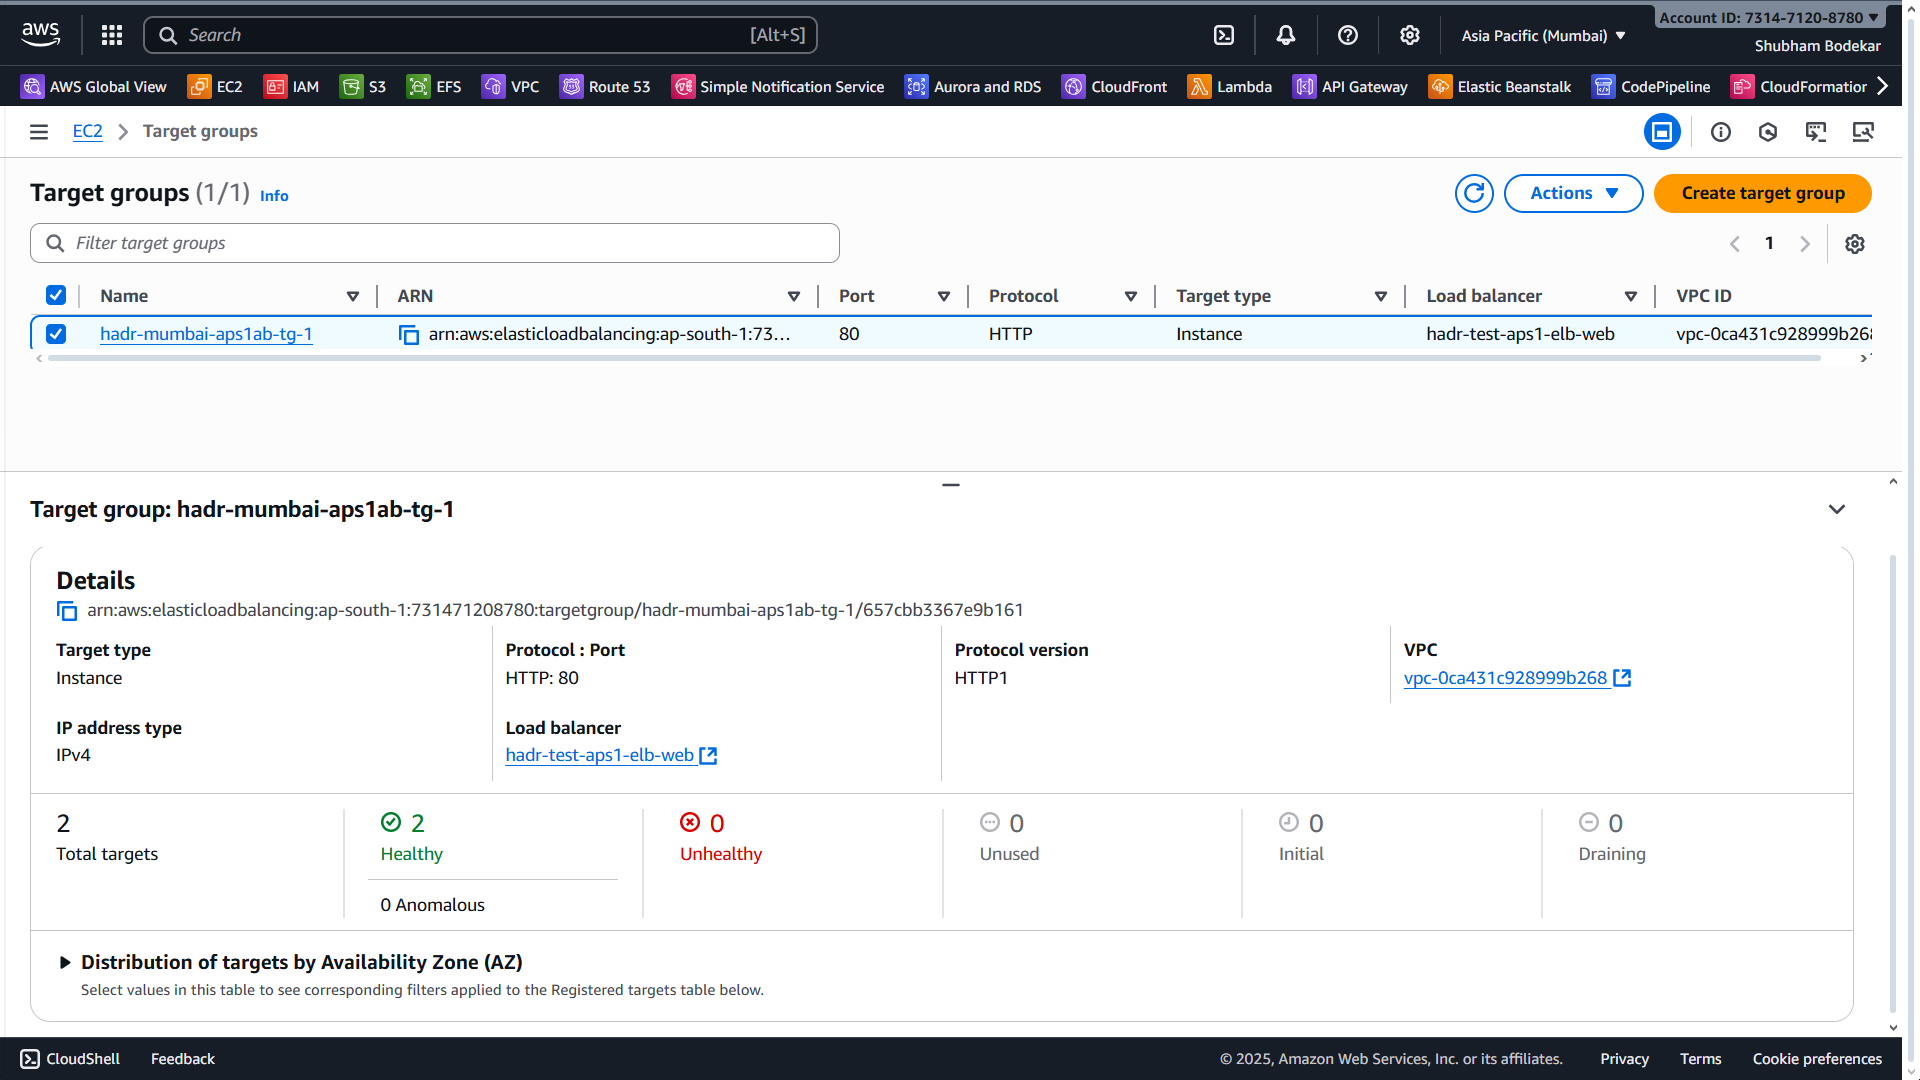 aws
Search [Alt+S]
Asia Pacific (Mumbai)
Account ID: 7314-7120-8780
Shubham Bodekar
AWS Global View EC2 IAM S3 EFS VPC Route 53 Simple Notification Service Aurora and RDS CloudFront Lambda API Gateway Elastic Beanstalk CodePipeline CloudFormation
EC2 Target groups
Target groups (1/1) Info
Actions
Create target group
Filter target groups
1
Name ARN Port Protocol Target type Load balancer VPC ID
hadr-mumbai-aps1ab-tg-1 arn:aws:elasticloadbalancing:ap-south-1:73... 80 HTTP Instance hadr-test-aps1-elb-web vpc-0ca431c928999b268
Target group: hadr-mumbai-aps1ab-tg-1
Details
arn:aws:elasticloadbalancing:ap-south-1:731471208780:targetgroup/hadr-mumbai-aps1ab-tg-1/657cbb3367e9b161
Target type
Instance
Protocol : Port
HTTP: 80
Protocol version
HTTP1
VPC
vpc-0ca431c928999b268
IP address type
IPv4
Load balancer
hadr-test-aps1-elb-web
2
Total targets
2
Healthy
0 Anomalous
0
Unhealthy
0
Unused
0
Initial
0
Draining
Distribution of targets by Availability Zone (AZ)
Select values in this table to see corresponding filters applied to the Registered targets table below.
CloudShell Feedback © 2025, Amazon Web Services, Inc. or its affiliates. Privacy Terms Cookie preferences